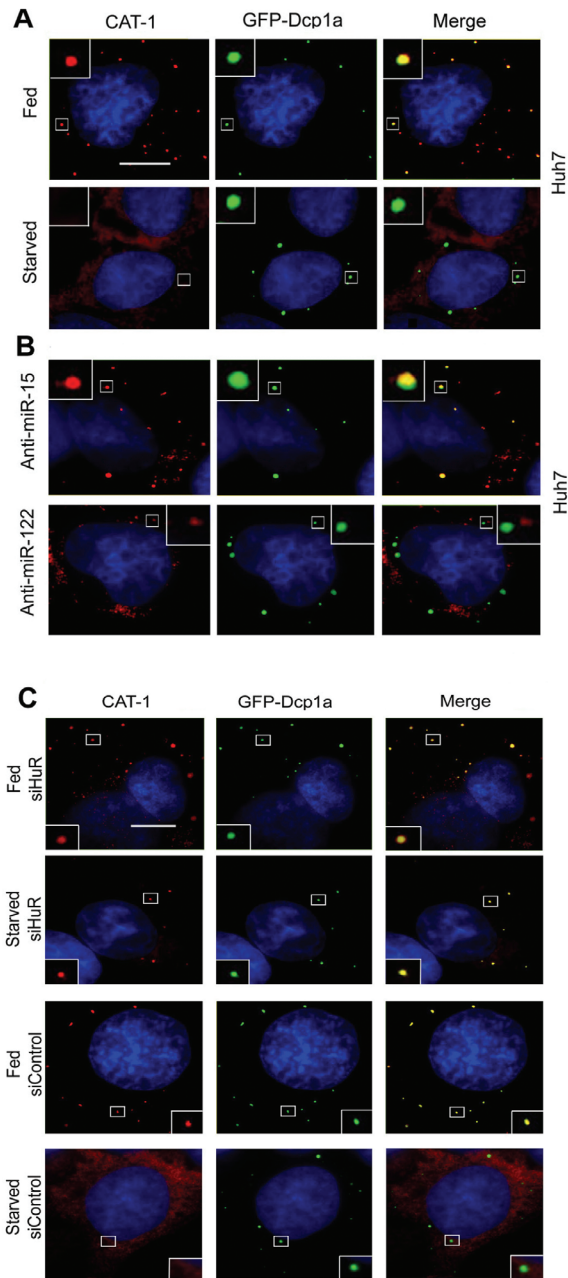 A
CAT-1 GFP-Dcp1a Merge
Fed
Starved
Huh7
B
Anti-miR-15
Anti-miR-122
Huh7
C
CAT-1 GFP-Dcp1a Merge
Fed
siHuR
Starved
siHuR
Fed
siControl
Starved
siControl